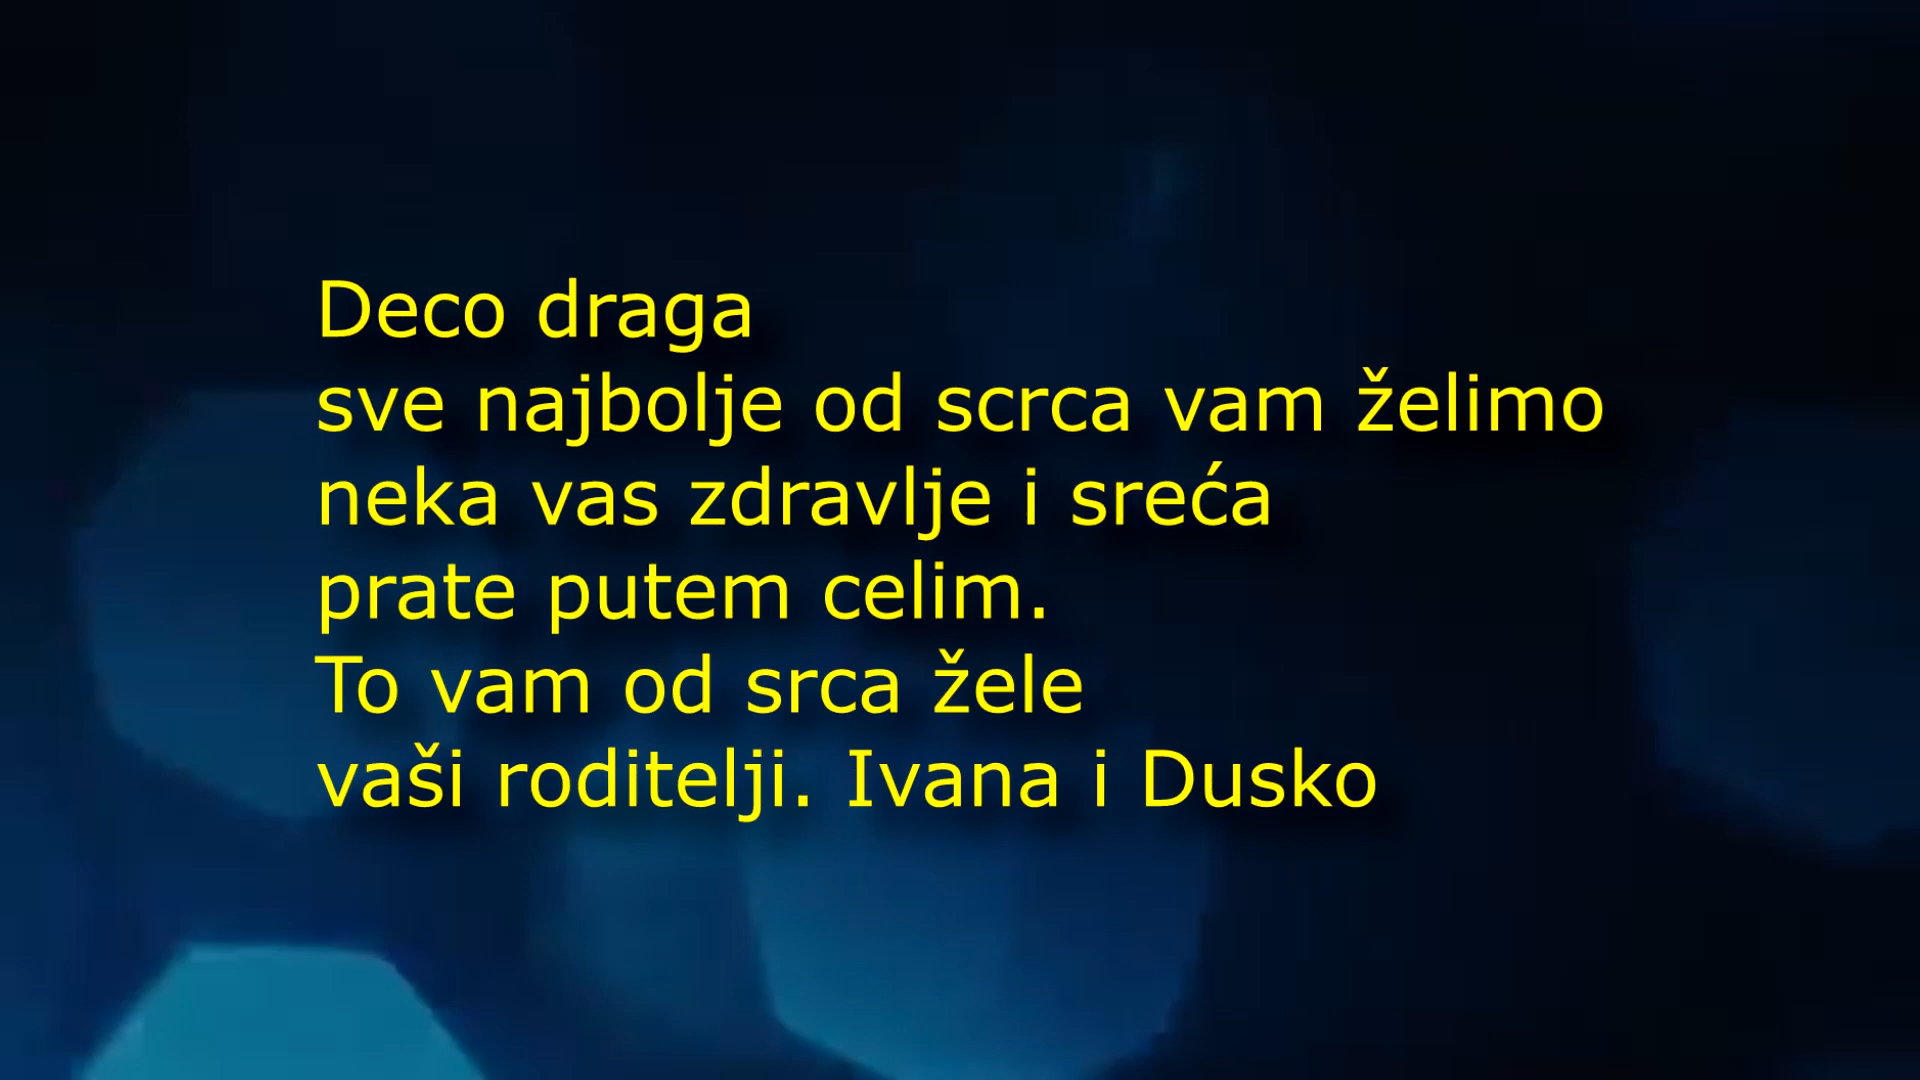 Deco draga
sve najbolje od scrca vam želimo
neka vas zdravlje i sreća
prate putem celim.
To vam od srca žele
vaši roditelji. Ivana i Dusko